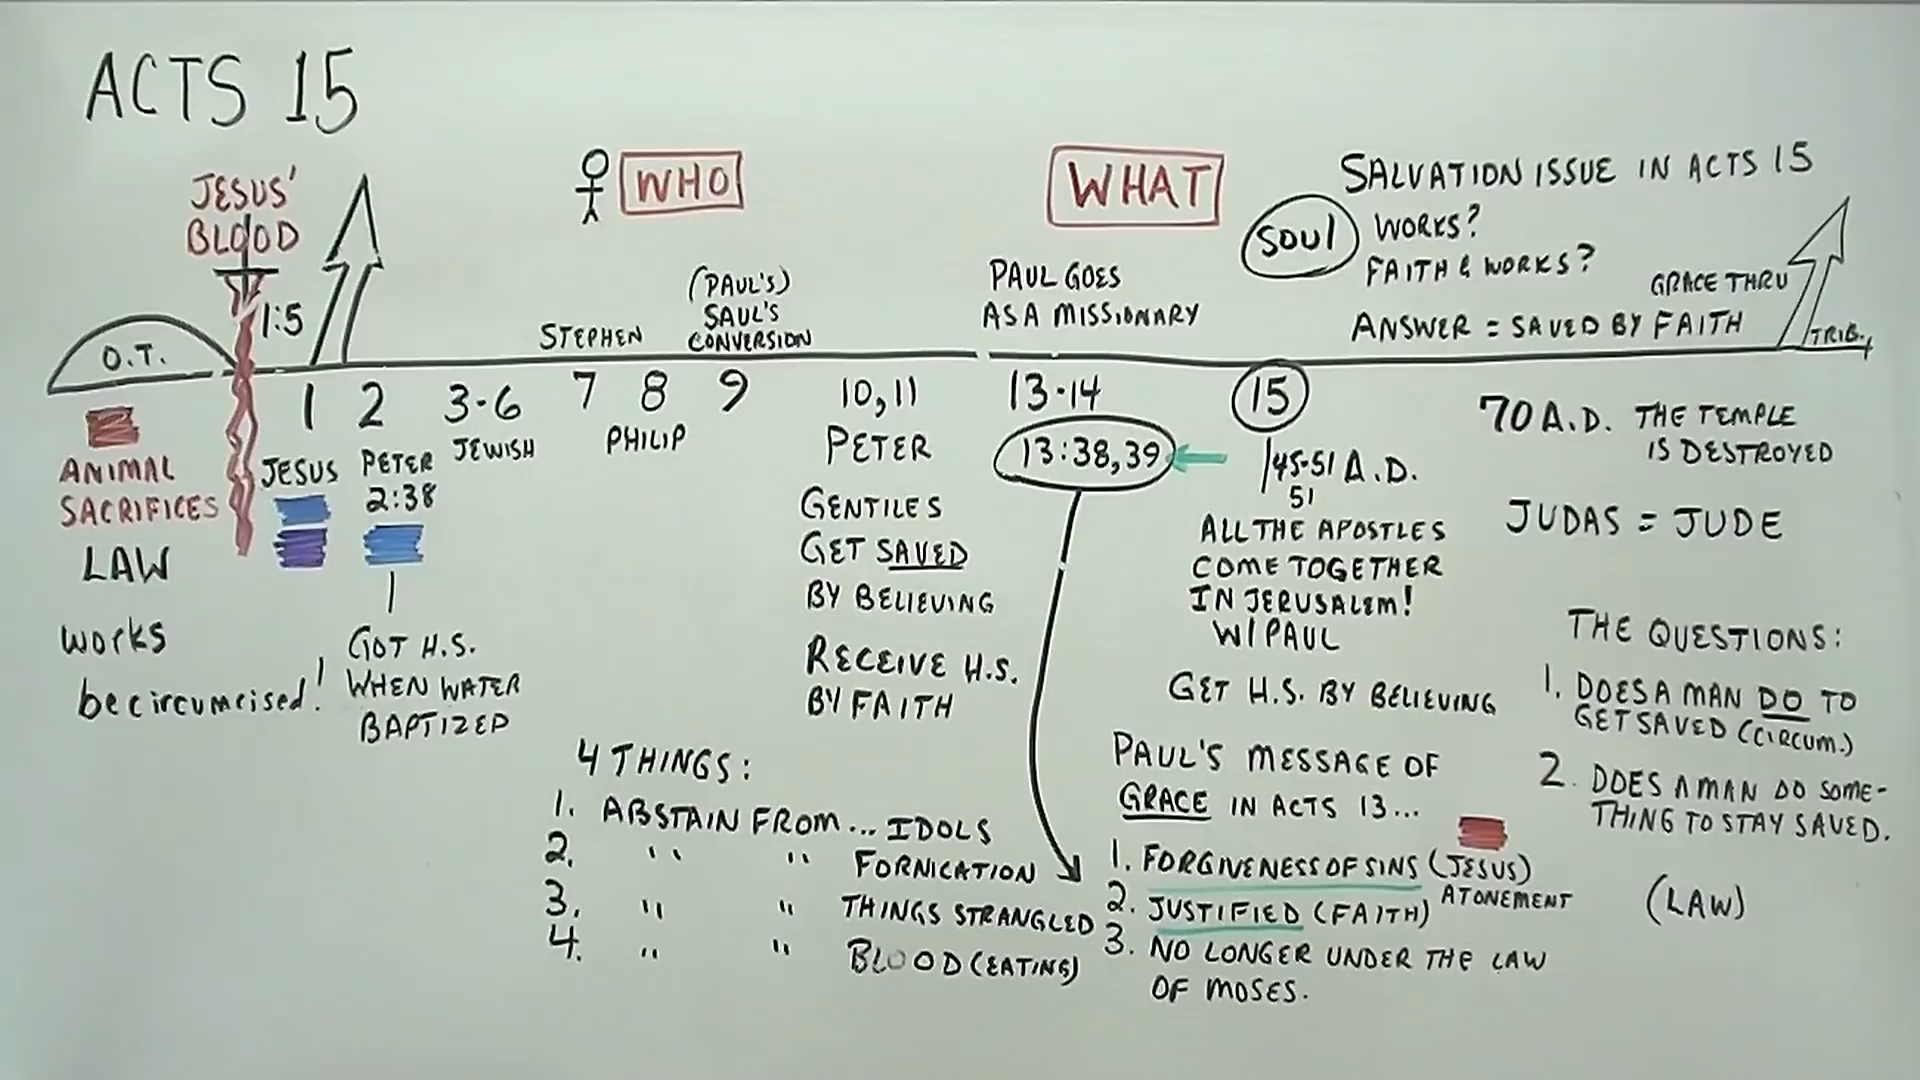 ACTS 15
JESUS'
BLOOD
1:5
O.T.
WHO
WHAT
SALVATION ISSUE IN ACTS 15
SOUL
WORKS?
FAITH & WORKS?
GRACE THRU
ANSWER = SAVED BY FAITH
TRIB.
STEPHEN
(PAUL'S)
SAUL'S
CONVERSION
PAUL GOES
AS A MISSIONARY
1
2
3-6
7
8
9
10,11
13-14
15
ANIMAL
SACRIFICES
LAW
works
be circumcised!
JESUS
PETER
2:38
GOT H.S.
WHEN WATER
BAPTIZED
JEWISH
PHILIP
PETER
GENTILES
GET SAVED
BY BELIEVING
RECEIVE H.S.
BY FAITH
13:38,39
45-51 A.D.
51
ALL THE APOSTLES
COME TOGETHER
IN JERUSALEM!
W/PAUL
GET H.S. BY BELIEVING
70 A.D. THE TEMPLE
IS DESTROYED
JUDAS = JUDE
THE QUESTIONS:
1. DOES A MAN DO TO
GET SAVED (CIRCUM.)
2. DOES A MAN DO SOME-
THING TO STAY SAVED.
(LAW)
4 THINGS:
1. ABSTAIN FROM... IDOLS
2. " " FORNICATION
3. " " THINGS STRANGLED
4. " " BLOOD (EATING)
PAUL'S MESSAGE OF
GRACE IN ACTS 13...
1. FORGIVENESS OF SINS (JESUS)
ATONEMENT
2. JUSTIFIED (FAITH)
3. NO LONGER UNDER THE LAW
OF MOSES.